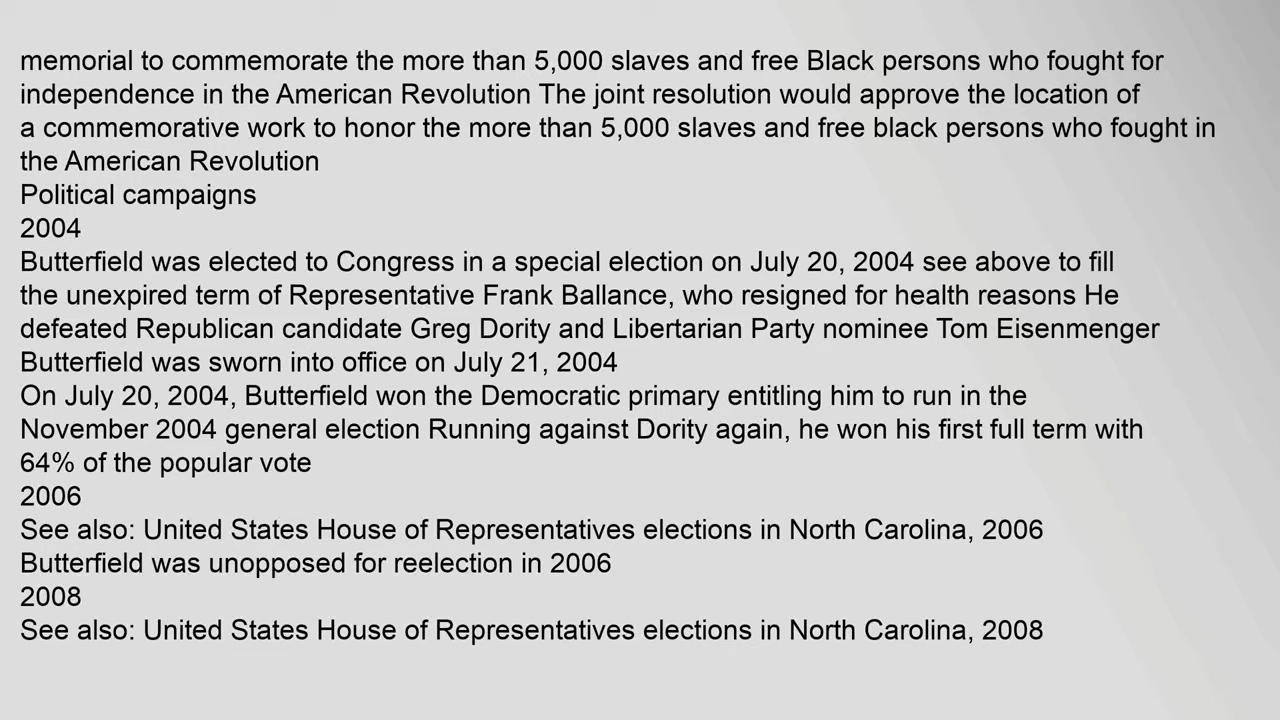 memorial to commemorate the more than 5,000 slaves and free Black persons who fought for
independence in the American Revolution The joint resolution would approve the location of
a commemorative work to honor the more than 5,000 slaves and free black persons who fought in
the American Revolution
Political campaigns
2004
Butterfield was elected to Congress in a special election on July 20, 2004 see above to fill
the unexpired term of Representative Frank Ballance, who resigned for health reasons He
defeated Republican candidate Greg Dority and Libertarian Party nominee Tom Eisenmenger
Butterfield was sworn into office on July 21, 2004
On July 20, 2004, Butterfield won the Democratic primary entitling him to run in the
November 2004 general election Running against Dority again, he won his first full term with
64% of the popular vote
2006
See also: United States House of Representatives elections in North Carolina, 2006
Butterfield was unopposed for reelection in 2006
2008
See also: United States House of Representatives elections in North Carolina, 2008